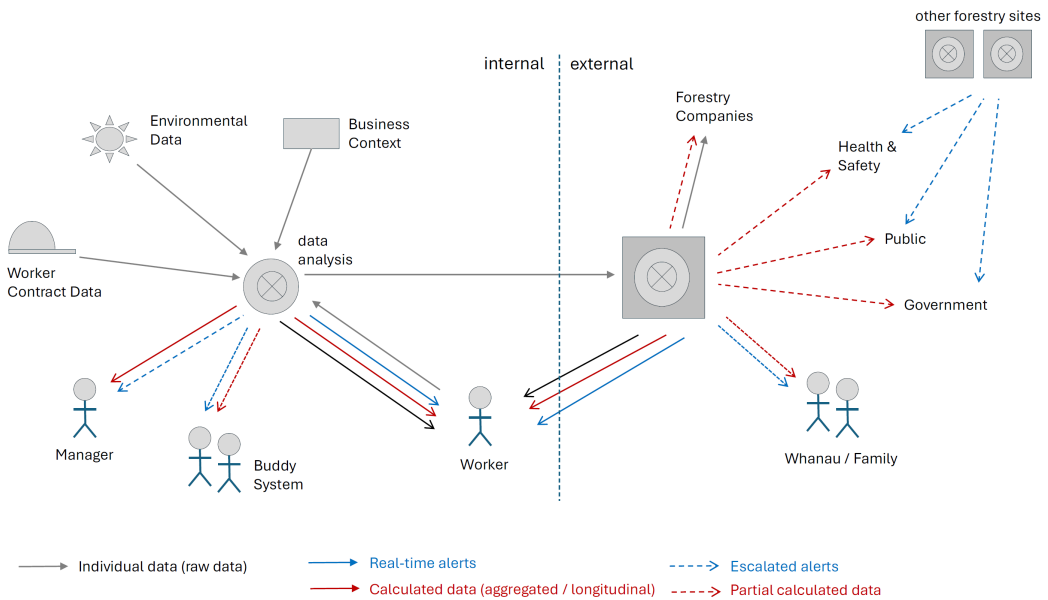 other forestry sites
internal
external
Forestry
Companies
Environmental
Data
Business
Context
Health &
Safety
data
analysis
Public
Worker
Contract Data
Government
Manager
Buddy
System
Worker
Whanau / Family
Individual data (raw data)
Real-time alerts
Escalated alerts
Calculated data (aggregated / longitudinal)
Partial calculated data